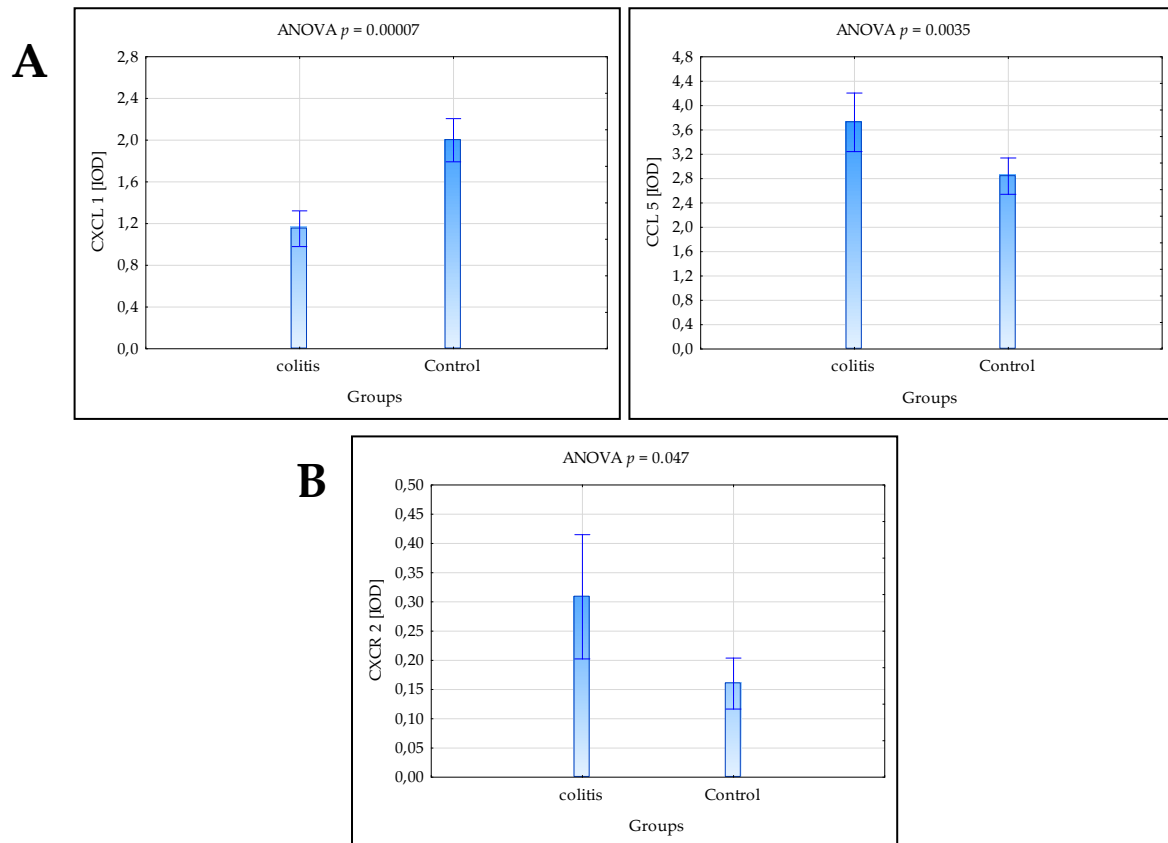 A
ANOVA p = 0.00007
CXCL 1 [IOD]
2,8
2,4
2,0
1,6
1,2
0,8
0,4
0,0
colitis Control
Groups
ANOVA p = 0.0035
CCL 5 [IOD]
4,8
4,4
4,0
3,6
3,2
2,8
2,4
2,0
1,6
1,2
0,8
0,4
0,0
colitis Control
Groups
B
ANOVA p = 0.047
CXCR 2 [IOD]
0,50
0,45
0,40
0,35
0,30
0,25
0,20
0,15
0,10
0,05
0,00
colitis Control
Groups